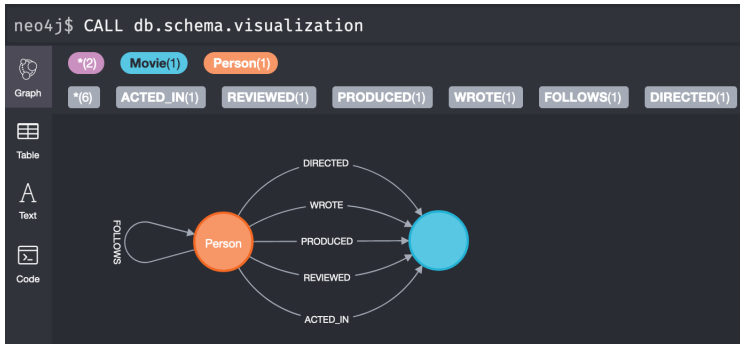 neo4j$ CALL db.schema.visualization
Graph
*(2) Movie(1) Person(1)
*(6) ACTED_IN(1) REVIEWED(1) PRODUCED(1) WROTE(1) FOLLOWS(1) DIRECTED(1)
Table
A
Text
>_
Code
DIRECTED
WROTE
FOLLOWS
Person
PRODUCED
REVIEWED
ACTED_IN